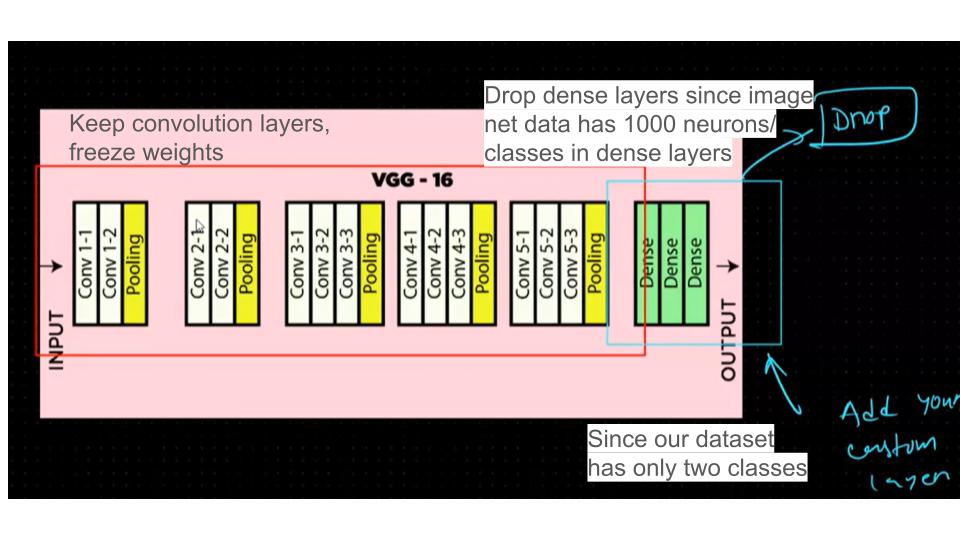 Keep convolution layers,
freeze weights
Drop dense layers since image
net data has 1000 neurons/
classes in dense layers
Drop
VGG - 16
INPUT
Conv 1-1
Conv 1-2
Pooling
Conv 2-1
Conv 2-2
Pooling
Conv 3-1
Conv 3-2
Conv 3-3
Pooling
Conv 4-1
Conv 4-2
Conv 4-3
Pooling
Conv 5-1
Conv 5-2
Conv 5-3
Pooling
Dense
Dense
Dense
OUTPUT
Since our dataset
has only two classes
Add your
custom
layer